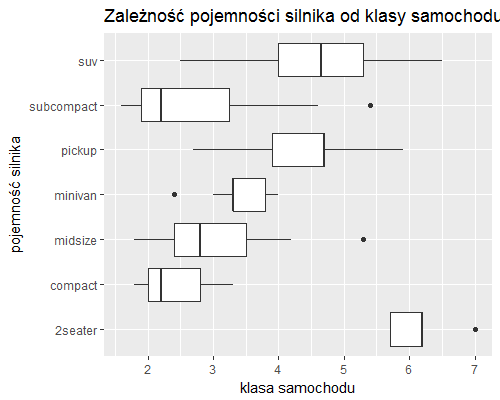 Zależność pojemności silnika od klasy samochodu
suv
subcompact
pickup
minivan
midsize
compact
2seater
pojemność silnika
2 3 4 5 6 7
klasa samochodu